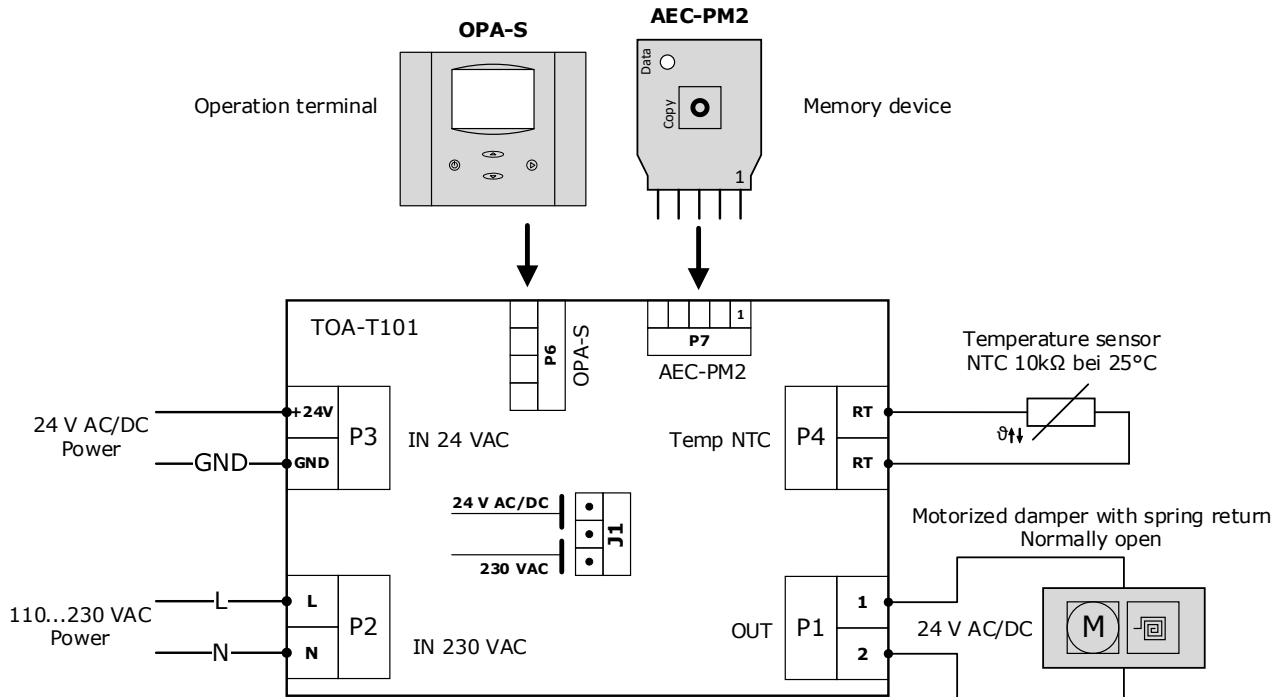 OPA-S
AEC-PM2
Operation terminal
Data
Copy
1
Memory device
TOA-T101
P6
OPA-S
1
P7
AEC-PM2
Temperature sensor
NTC 10kΩ bei 25°C
ϑ
24 V AC/DC
Power
GND
+24V
GND
P3
IN 24 VAC
Temp NTC
P4
RT
RT
24 V AC/DC
230 VAC
J1
Motorized damper with spring return
Normally open
110...230 VAC
Power
L
N
L
N
P2
IN 230 VAC
OUT
P1
1
2
24 V AC/DC
M